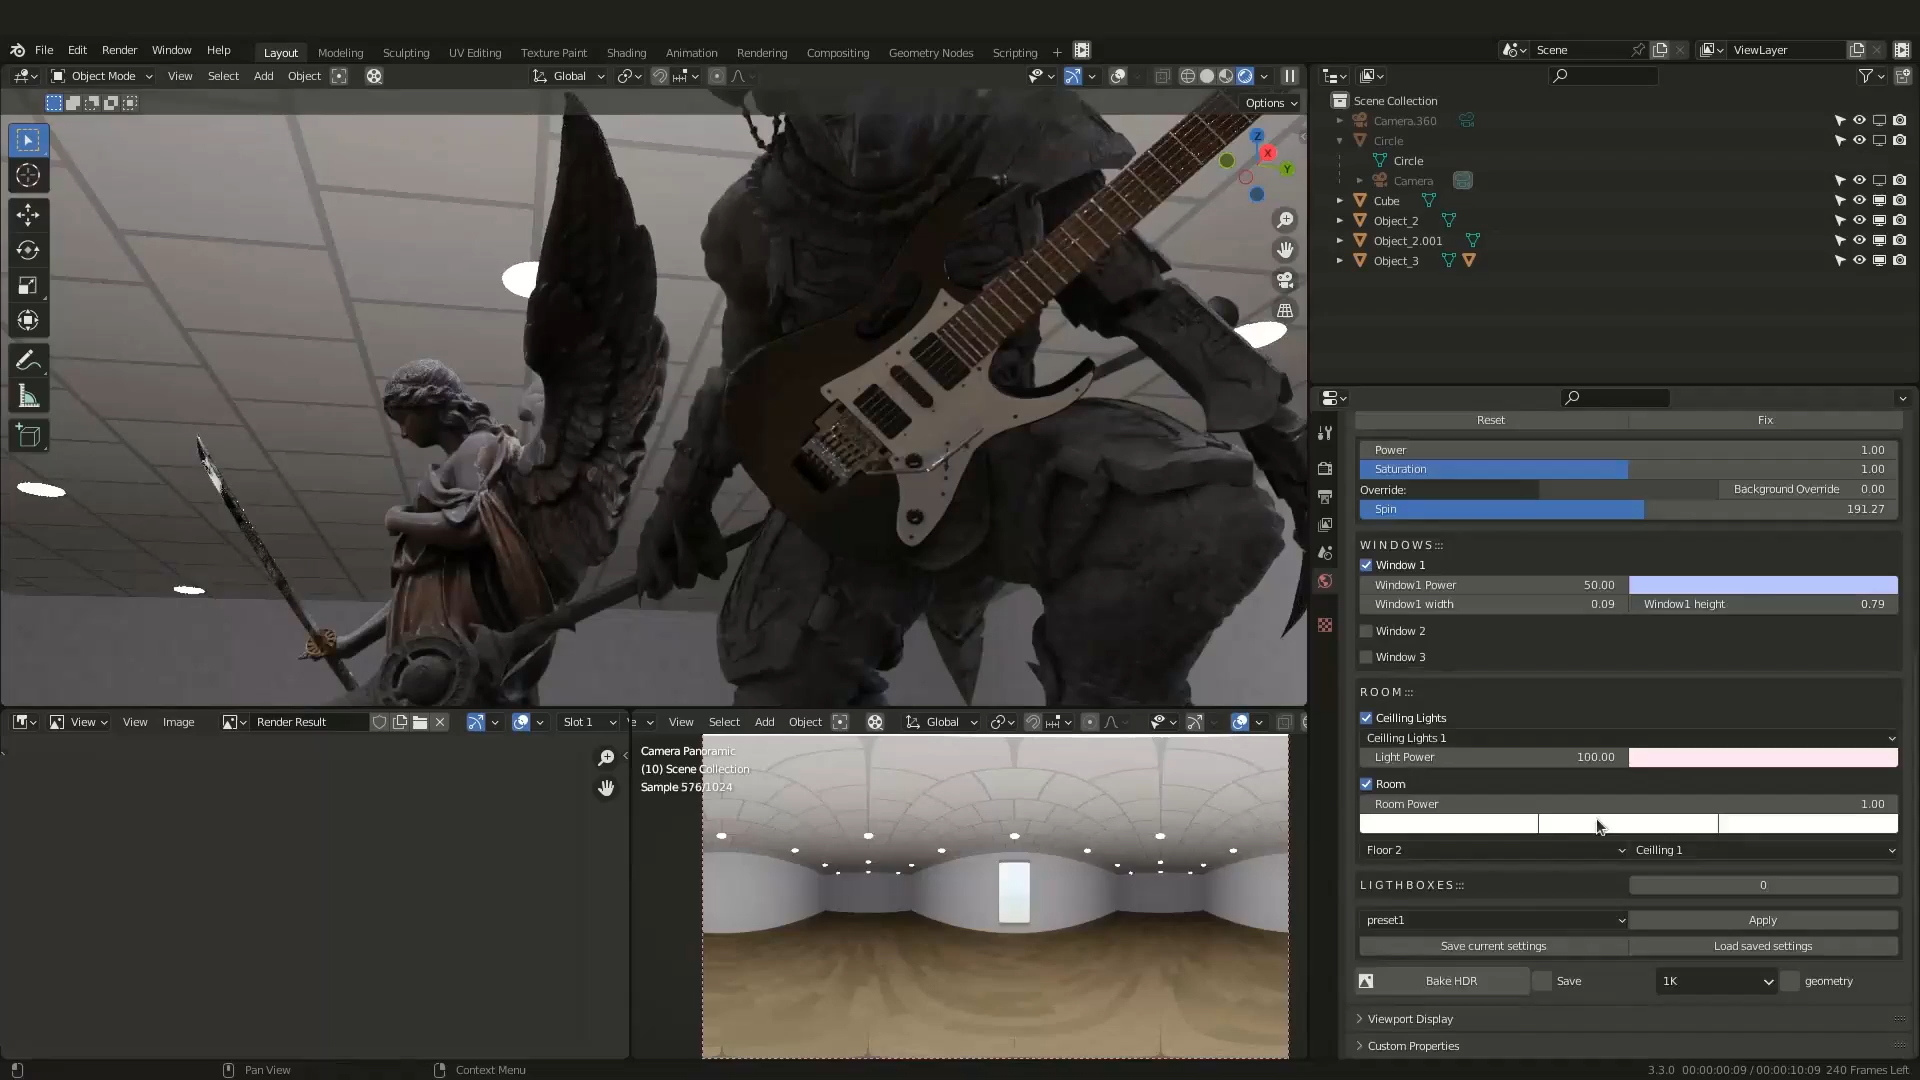 File Edit Render Window Help Layout Modeling Sculpting UV Editing Texture Paint Shading Animation Rendering Compositing Geometry Nodes Scripting + Scene ViewLayer
Object Mode View Select Add Object Global
Options
Z
X
Y
Scene Collection
Camera.360
Circle
Circle
Camera
Cube
Object_2
Object_2.001
Object_3
Reset Fix
Power 1.00
Saturation 1.00
Override: Background Override 0.00
Spin 191.27
WINDOWS:::
Window 1
Window1 Power 50.00
Window1 width 0.09 Window1 height 0.79
Window 2
Window 3
ROOM:::
Ceilling Lights
Ceilling Lights 1
Light Power 100.00
Room
Room Power 1.00
Floor 2 Ceilling 1
LIGTHBOXES::: 0
preset1 Apply
Save current settings Load saved settings
Bake HDR Save 1K geometry
Viewport Display
Custom Properties
View View Image Render Result Slot 1
View Select Add Object Global
Camera Panoramic
(10) Scene Collection
Sample 576/1024
Pan View Context Menu 3.3.0 00:00:00:09 / 00:00:10:09 240 Frames Left